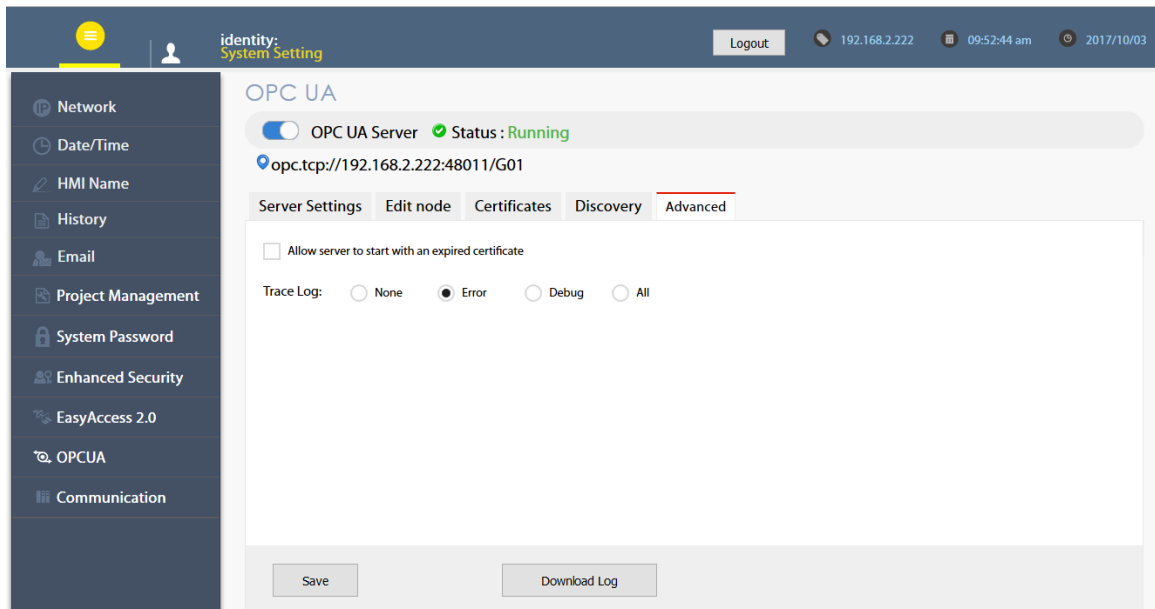 identity:
System Setting
Logout
192.168.2.222
09:52:44 am
2017/10/03
IP Network
Date/Time
HMI Name
History
Email
Project Management
System Password
Enhanced Security
EasyAccess 2.0
OPCUA
Communication
OPC UA
OPC UA Server Status : Running
opc.tcp://192.168.2.222:48011/G01
Server Settings Edit node Certificates Discovery Advanced
Allow server to start with an expired certificate
Trace Log: None Error Debug All
Save Download Log